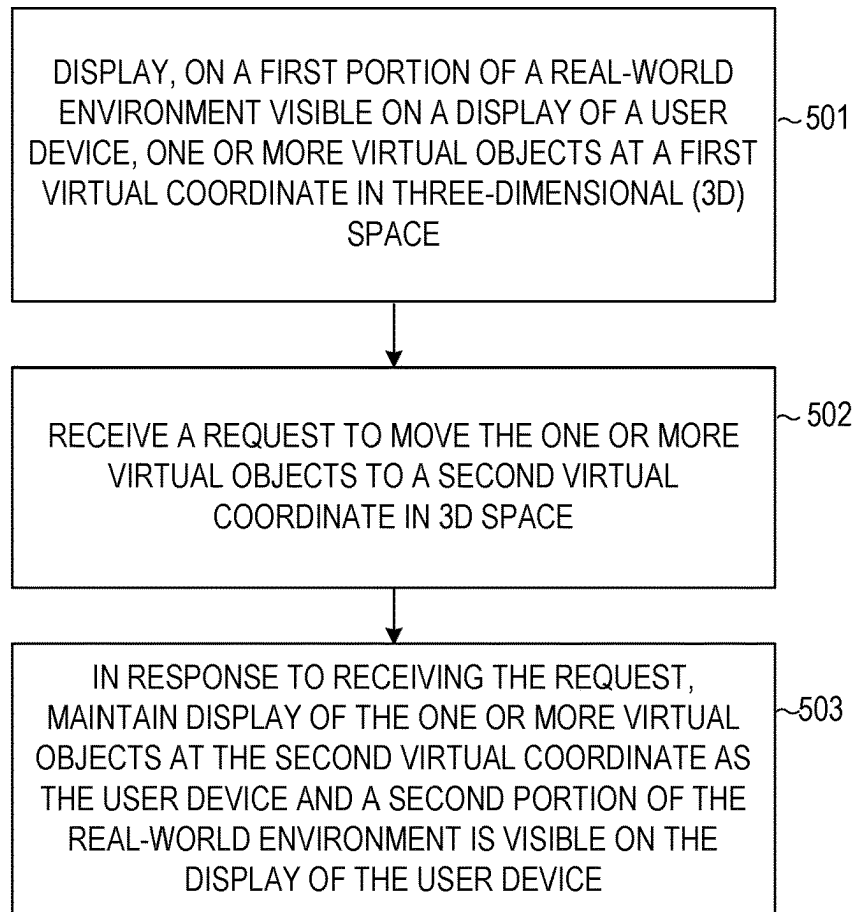 DISPLAY, ON A FIRST PORTION OF A REAL-WORLD
ENVIRONMENT VISIBLE ON A DISPLAY OF A USER
DEVICE, ONE OR MORE VIRTUAL OBJECTS AT A FIRST
VIRTUAL COORDINATE IN THREE-DIMENSIONAL (3D)
SPACE
~501
RECEIVE A REQUEST TO MOVE THE ONE OR MORE
VIRTUAL OBJECTS TO A SECOND VIRTUAL
COORDINATE IN 3D SPACE
~502
IN RESPONSE TO RECEIVING THE REQUEST,
MAINTAIN DISPLAY OF THE ONE OR MORE VIRTUAL
OBJECTS AT THE SECOND VIRTUAL COORDINATE AS
THE USER DEVICE AND A SECOND PORTION OF THE
REAL-WORLD ENVIRONMENT IS VISIBLE ON THE
DISPLAY OF THE USER DEVICE
~503